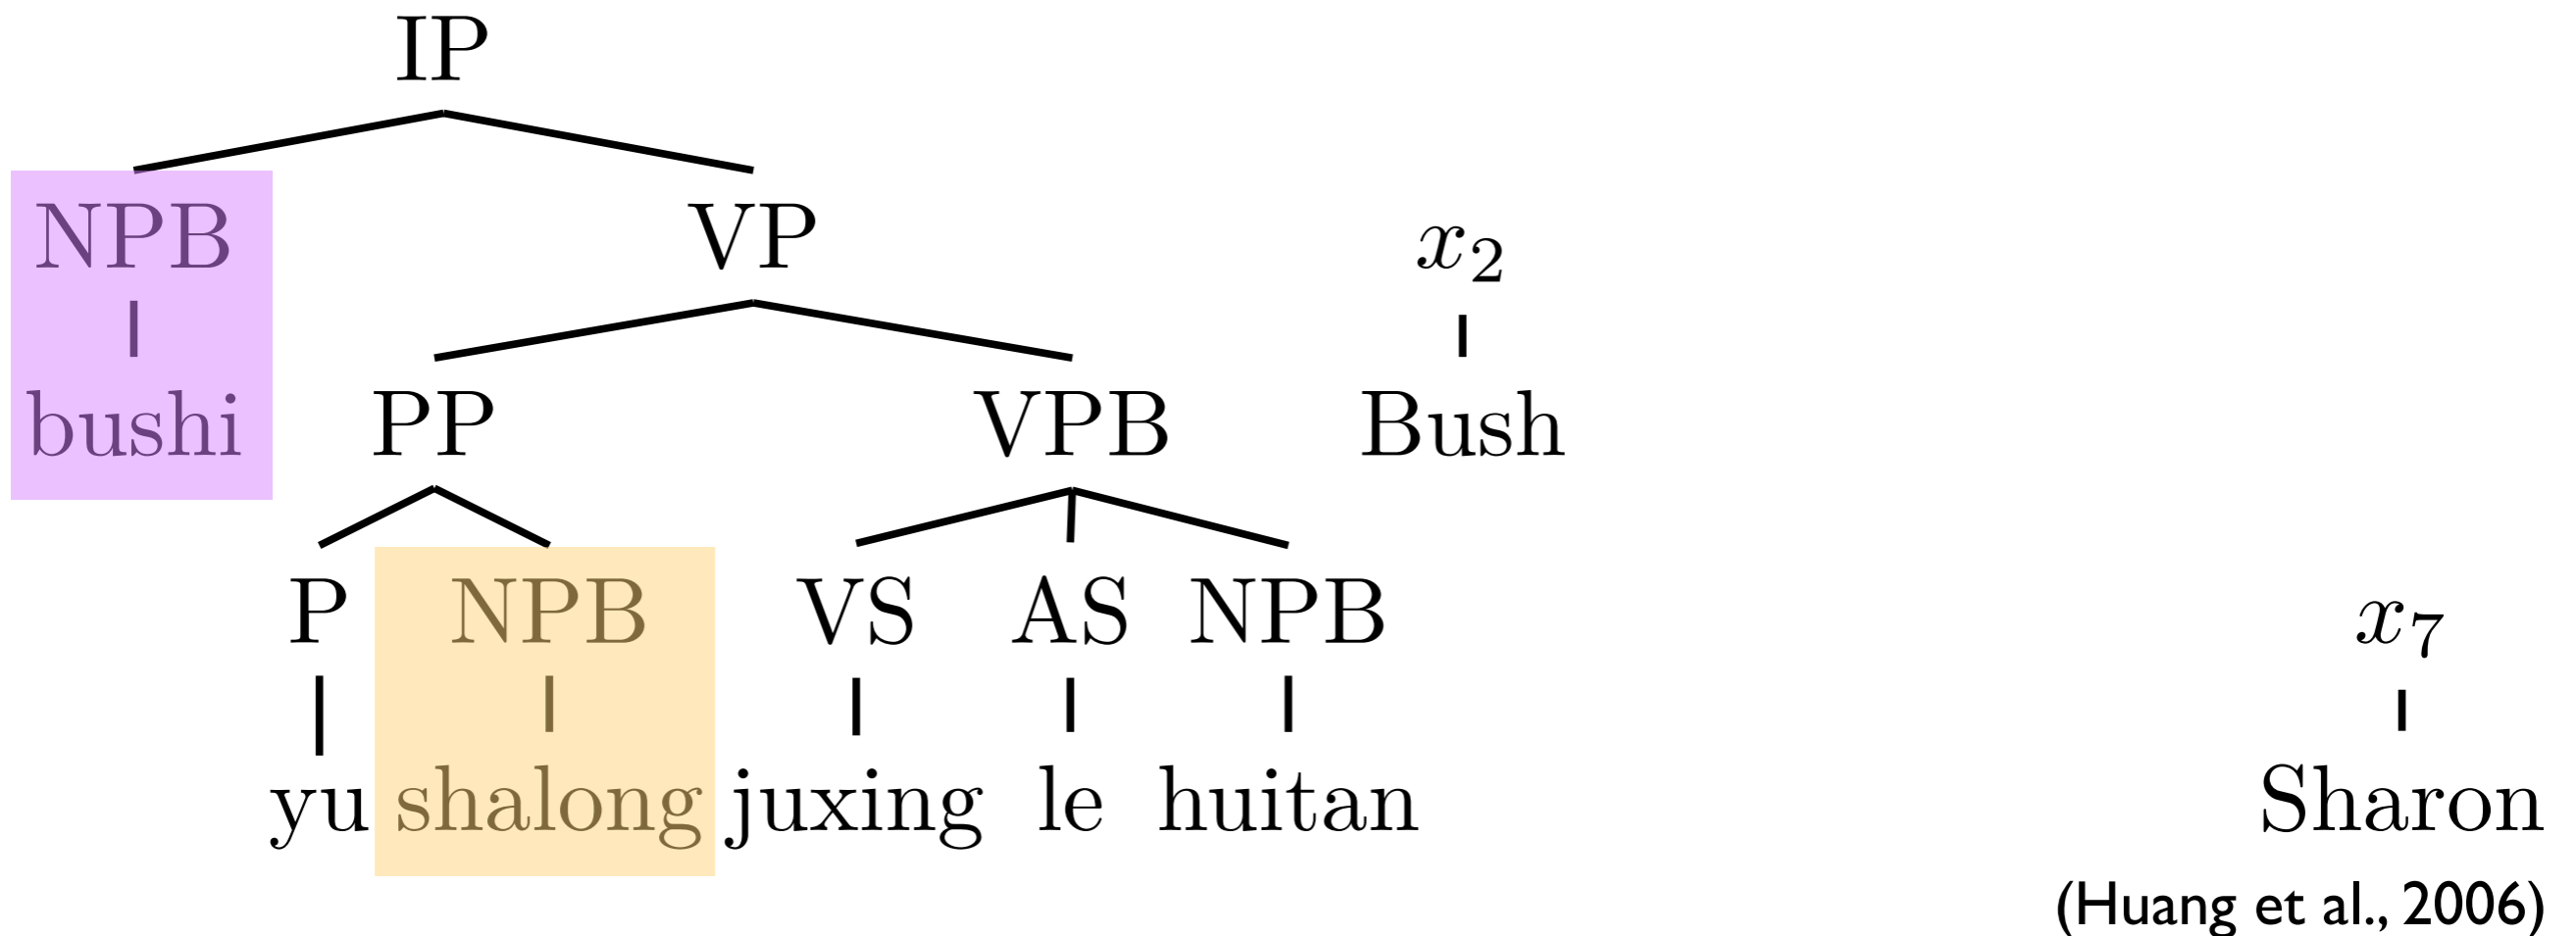 IP
NPB VP x2
bushi PP VPB Bush
P NPB VS AS NPB x7
yu shalong juxing le huitan Sharon
(Huang et al., 2006)